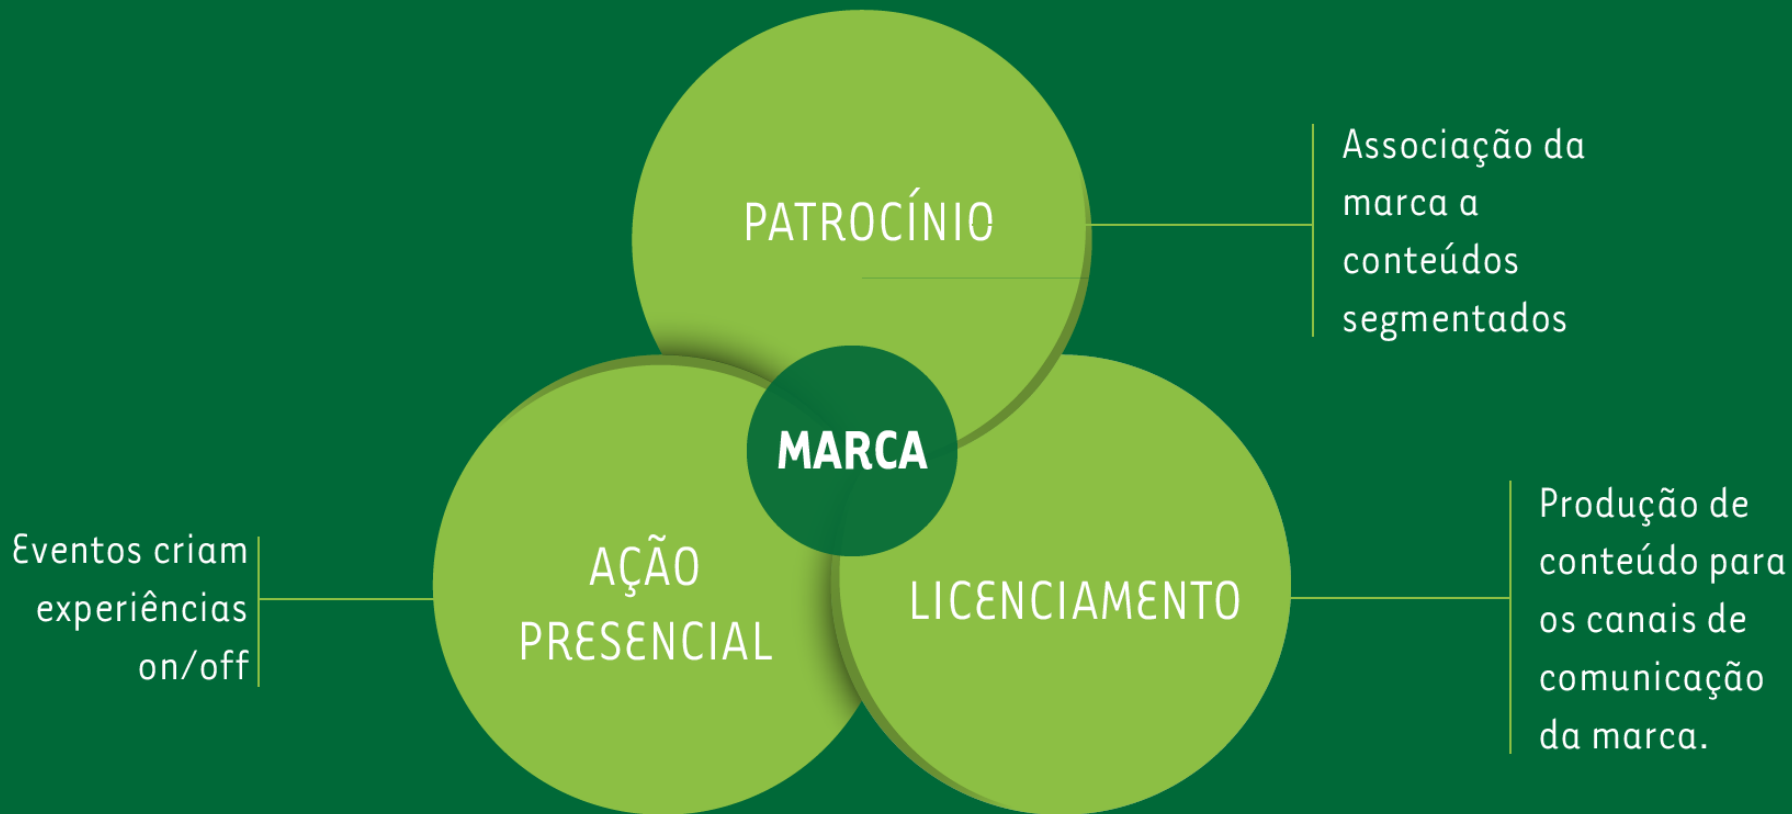 PATROCÍNIO
Associação da
marca a
conteúdos
segmentados
MARCA
AÇÃO
PRESENCIAL
Eventos criam
experiências
on/off
LICENCIAMENTO
Produção de
conteúdo para
os canais de
comunicação
da marca.